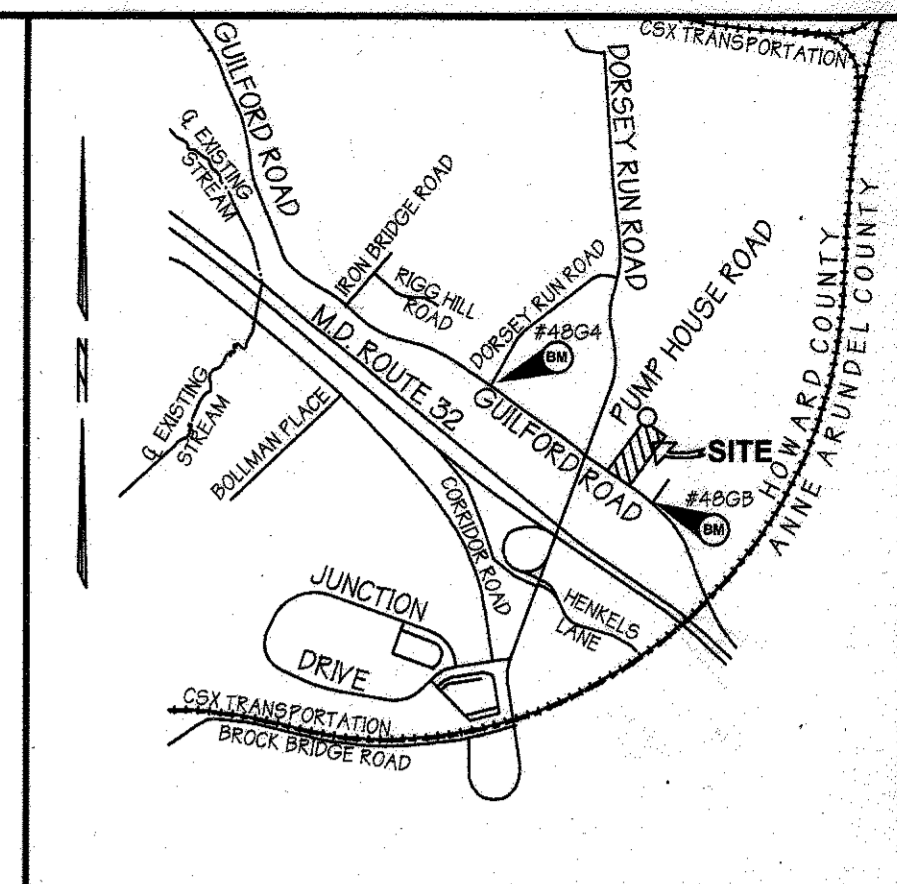 CSX TRANSPORTATION
GUILFORD ROAD
DORSEY RUN ROAD
℄ EXISTING
STREAM
IRON BRIDGE ROAD
RIGG HILL
ROAD
DORSEY RUN ROAD
#48G4
BM
PUMP HOUSE ROAD
HOWARD COUNTY
ANNE ARUNDEL COUNTY
M.D. ROUTE 32
GUILFORD ROAD
SITE
N
℄ EXISTING
STREAM
BOLLMAN PLACE
#48GB
BM
CORRIDOR ROAD
JUNCTION
DRIVE
HENKELS
LANE
CSX TRANSPORTATION
BROCK BRIDGE ROAD